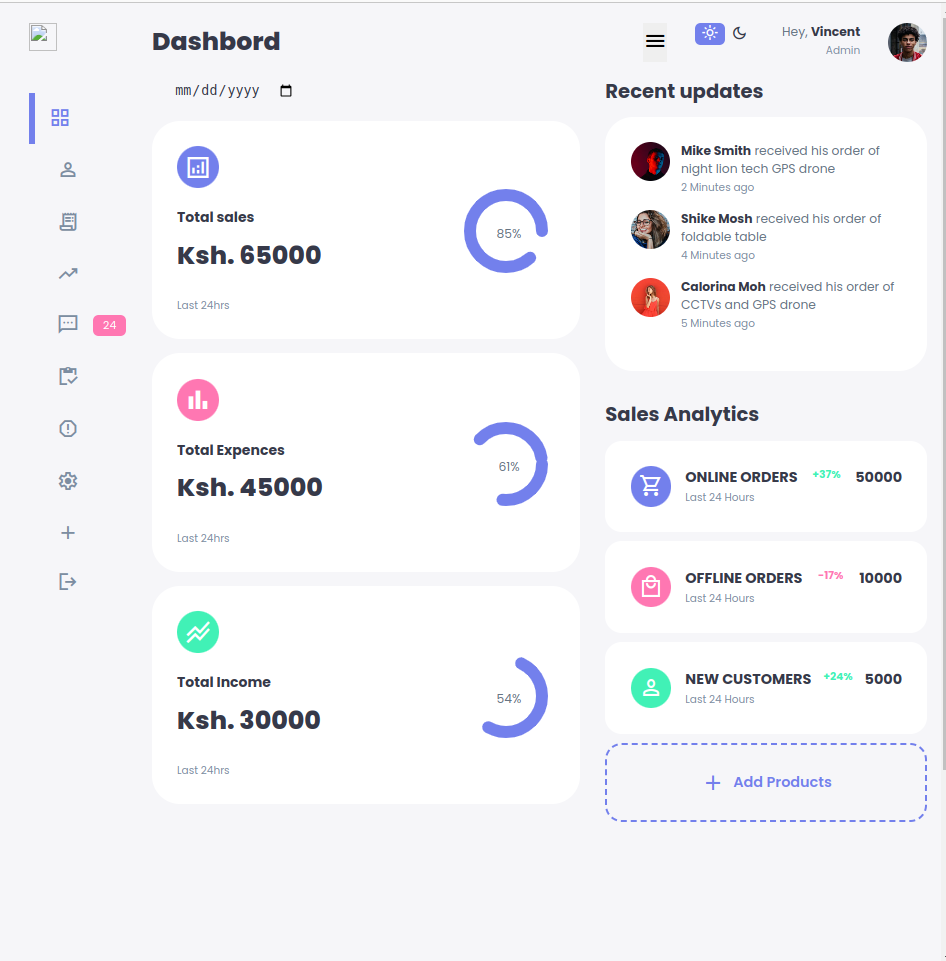 Dashbord
Hey, Vincent
Admin
mm/dd/yyyy
24
Total sales
Ksh. 65000
85%
Last 24hrs
Total Expences
Ksh. 45000
61%
Last 24hrs
Total Income
Ksh. 30000
54%
Last 24hrs
Recent updates
Mike Smith received his order of
night lion tech GPS drone
2 Minutes ago
Shike Mosh received his order of
foldable table
4 Minutes ago
Calorina Moh received his order of
CCTVs and GPS drone
5 Minutes ago
Sales Analytics
ONLINE ORDERS +37% 50000
Last 24 Hours
OFFLINE ORDERS -17% 10000
Last 24 Hours
NEW CUSTOMERS +24% 5000
Last 24 Hours
Add Products